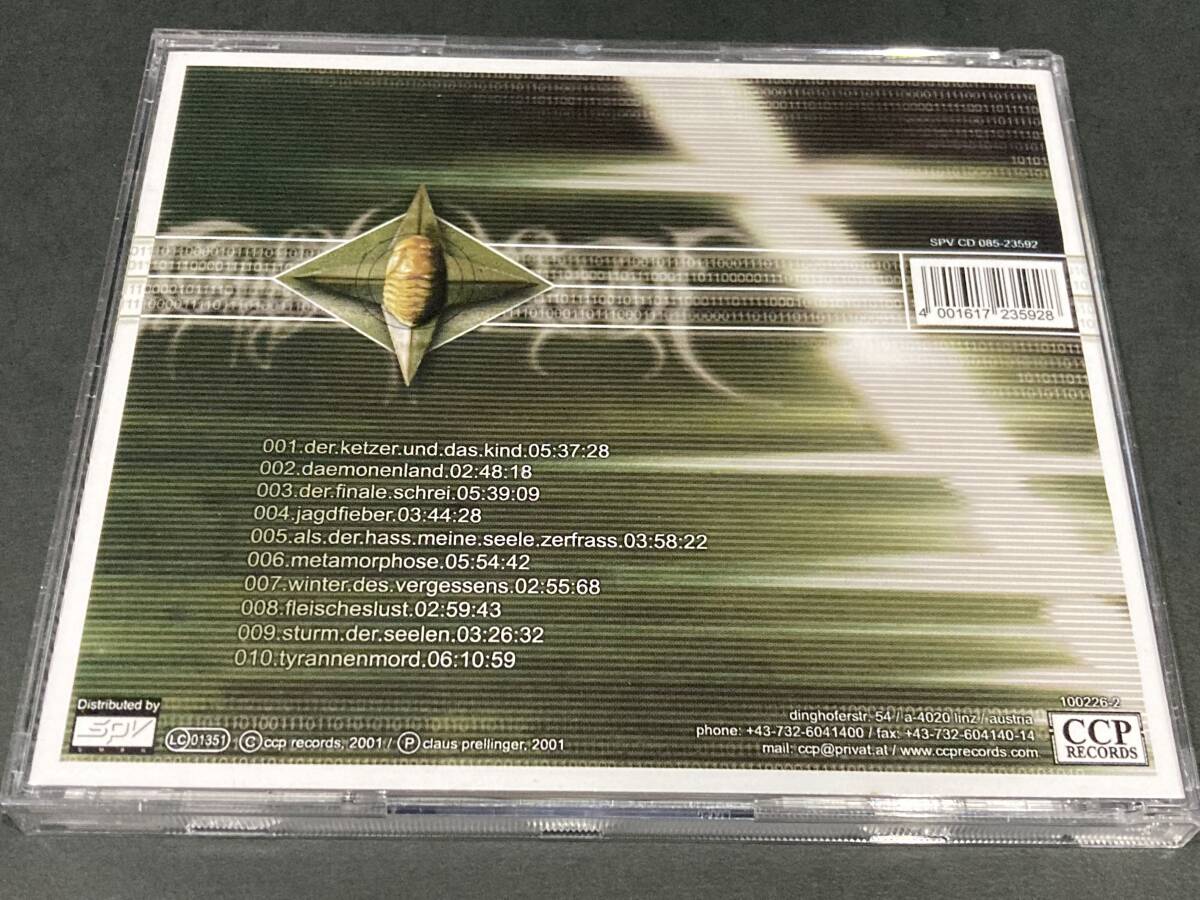 SPV CD 085-23592
4 001617 235928
001.der.ketzer.und.das.kind.05:37:28
002.daemonenland.02:48:18
003.der.finale.schrei.05:39:09
004.jagdfieber.03:44:28
005.als.der.hass.meine.seele.zerfrass.03:58:22
006.metamorphose.05:54:42
007.winter.des.vergessens.02:55:68
008.fleischeslust.02:59:43
009.sturm.der.seelen.03:26:32
010.tyrannenmord.06:10:59
Distributed by
SPV
LC 01351 © ccp records, 2001 / ℗ claus prellinger, 2001
100226-2
dinghoferstr. 54 / a-4020 linz / austria
phone: +43-732-6041400 / fax: +43-732-604140-14
mail: ccp@privat.at / www.ccprecords.com
CCP
RECORDS